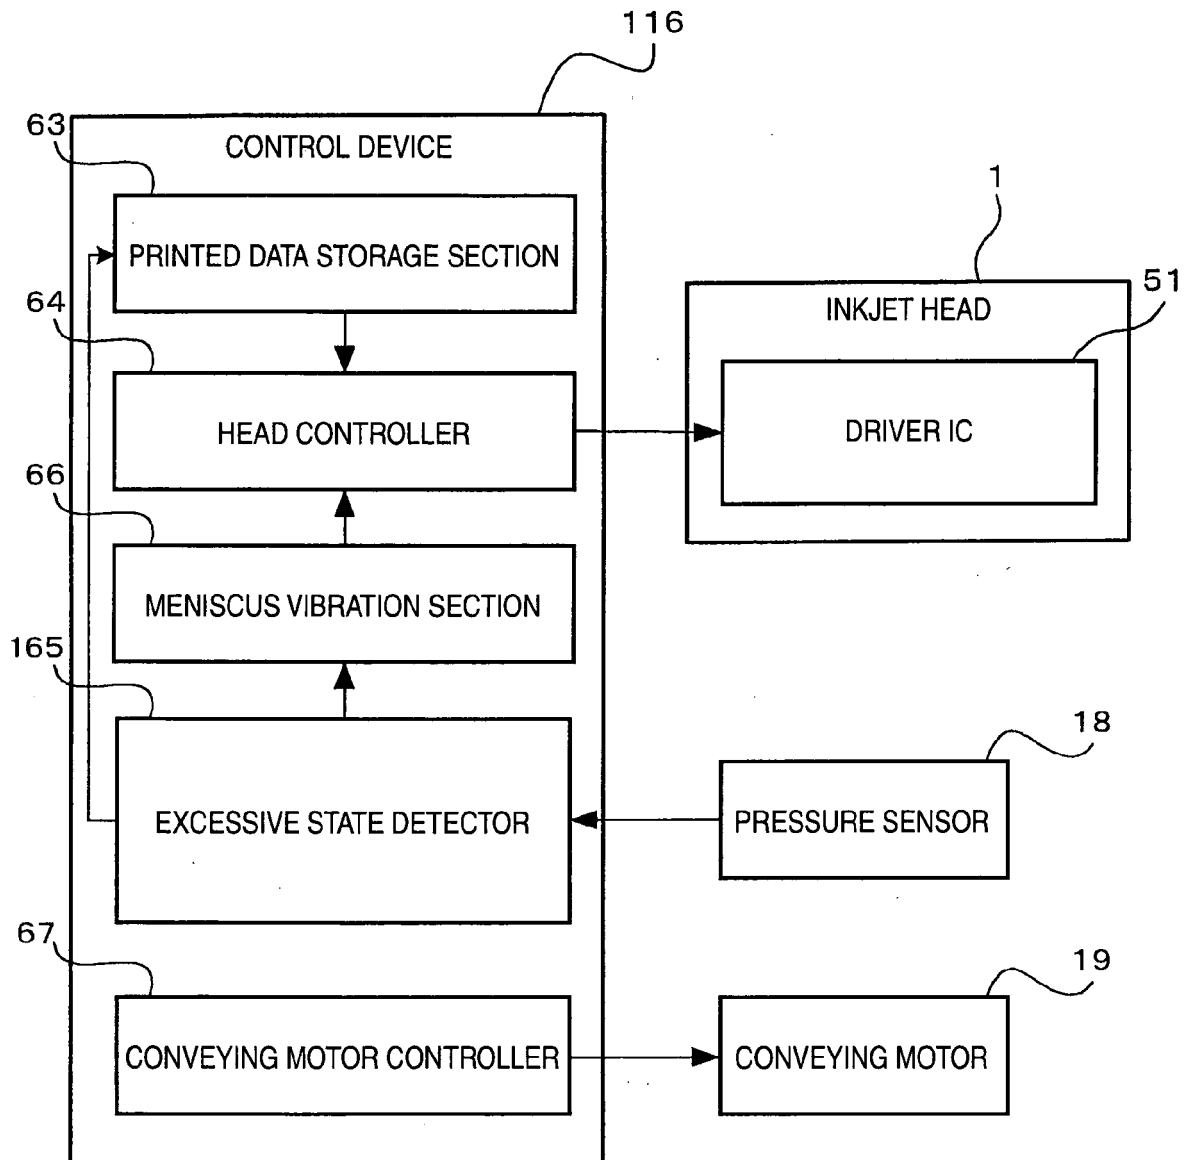 116
63
CONTROL DEVICE
PRINTED DATA STORAGE SECTION
1
64
INKJET HEAD
51
HEAD CONTROLLER
DRIVER IC
66
MENISCUS VIBRATION SECTION
165
EXCESSIVE STATE DETECTOR
18
PRESSURE SENSOR
67
CONVEYING MOTOR CONTROLLER
19
CONVEYING MOTOR